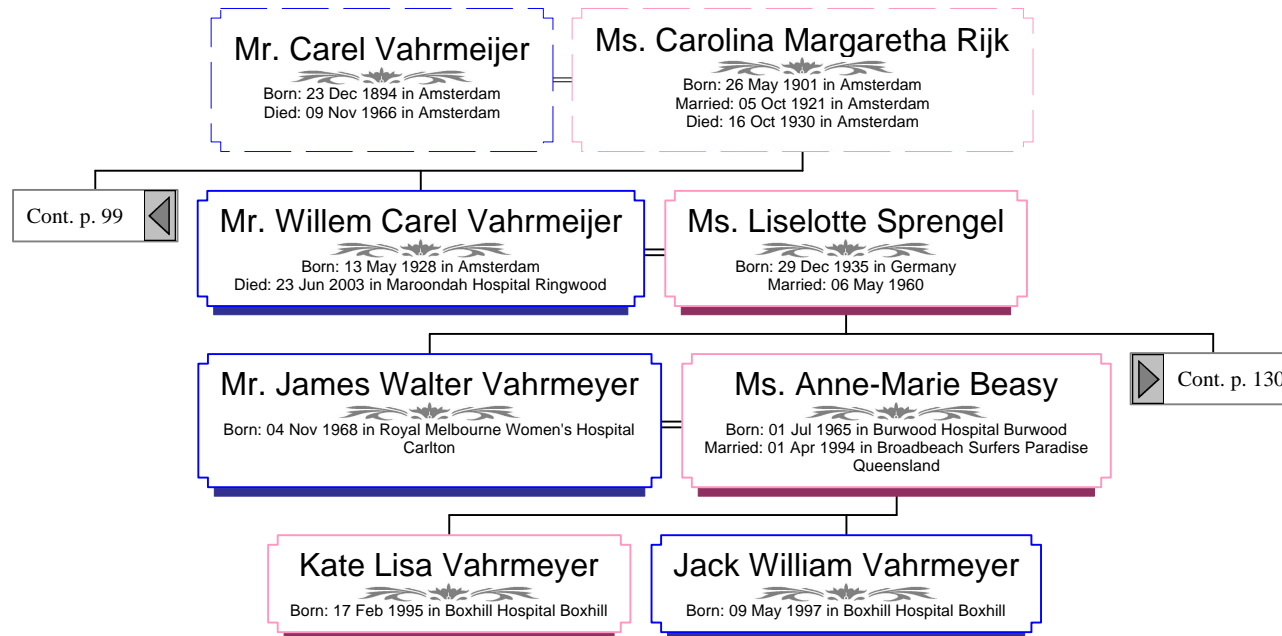 Mr. Carel Vahrmeijer
Born: 23 Dec 1894 in Amsterdam
Died: 09 Nov 1966 in Amsterdam
Ms. Carolina Margaretha Rijk
Born: 26 May 1901 in Amsterdam
Married: 05 Oct 1921 in Amsterdam
Died: 16 Oct 1930 in Amsterdam
Cont. p. 99
Mr. Willem Carel Vahrmeijer
Born: 13 May 1928 in Amsterdam
Died: 23 Jun 2003 in Maroondah Hospital Ringwood
Ms. Liselotte Sprengel
Born: 29 Dec 1935 in Germany
Married: 06 May 1960
Mr. James Walter Vahrmeyer
Born: 04 Nov 1968 in Royal Melbourne Women's Hospital
Carlton
Ms. Anne-Marie Beasy
Born: 01 Jul 1965 in Burwood Hospital Burwood
Married: 01 Apr 1994 in Broadbeach Surfers Paradise
Queensland
Cont. p. 130
Kate Lisa Vahrmeyer
Born: 17 Feb 1995 in Boxhill Hospital Boxhill
Jack William Vahrmeyer
Born: 09 May 1997 in Boxhill Hospital Boxhill